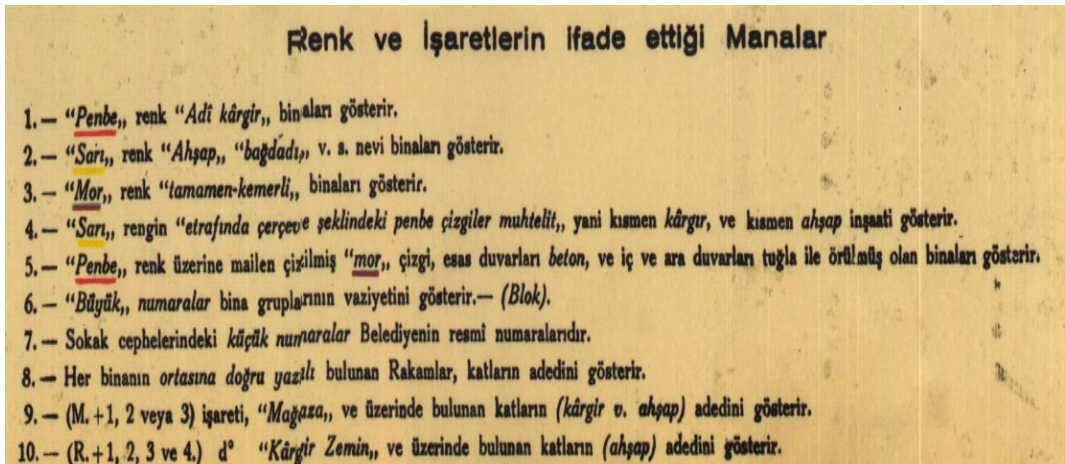 Renk ve İşaretlerin ifade ettiği Manalar
1.— “Penbe„ renk “Adî kârgir„ binaları gösterir.
2.— “Sarı„ renk “Ahşap„ “bağdadı„ v. s. nevi binaları gösterir.
3.— “Mor„ renk “tamamen-kemerli„ binaları gösterir.
4.— “Sarı„ rengin “etrafında çerçeve şeklindeki penbe çizgiler muhtelit„ yani kısmen kârgır, ve kısmen ahşap inşaati gösterir.
5.— “Penbe„ renk üzerine mailen çizilmiş “mor„ çizgi, esas duvarları beton, ve iç ve ara duvarları tuğla ile örülmüş olan binaları gösterir.
6.— “Büyük„ numaralar bina gruplarının vaziyetini gösterir.— (Blok).
7.— Sokak cephelerindeki küçük numaralar Belediyenin resmî numaralarıdır.
8.— Her binanın ortasına doğru yazılı bulunan Rakamlar, katların adedini gösterir.
9.— (M.+1, 2 veya 3) işareti, “Mağaza„ ve üzerinde bulunan katların (kârgir v. ahşap) adedini gösterir.
10.— (R.+1, 2, 3 ve 4.) d° “Kârgir Zemin„ ve üzerinde bulunan katların (ahşap) adedini gösterir.